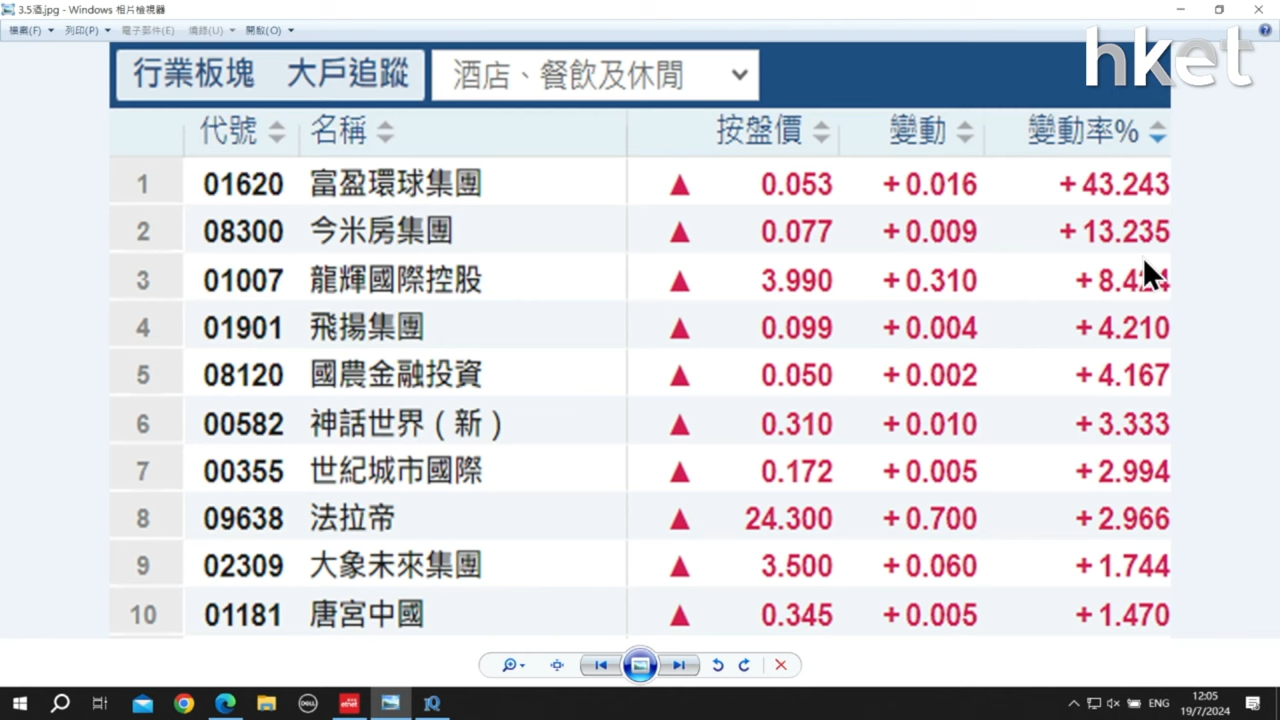 3.5酒.jpg - Windows 相片檢視器
檔案(F) 列印(P) 電子郵件(E) 燒錄(U) 開啟(O)
hket
行業板塊 大戶追蹤 酒店、餐飲及休閒
代號 名稱 按盤價 變動 變動率%
1 01620 富盈環球集團 ▲ 0.053 +0.016 +43.243
2 08300 今米房集團 ▲ 0.077 +0.009 +13.235
3 01007 龍輝國際控股 ▲ 3.990 +0.310 +8.424
4 01901 飛揚集團 ▲ 0.099 +0.004 +4.210
5 08120 國農金融投資 ▲ 0.050 +0.002 +4.167
6 00582 神話世界（新） ▲ 0.310 +0.010 +3.333
7 00355 世紀城市國際 ▲ 0.172 +0.005 +2.994
8 09638 法拉帝 ▲ 24.300 +0.700 +2.966
9 02309 大象未來集團 ▲ 3.500 +0.060 +1.744
10 01181 唐宮中國 ▲ 0.345 +0.005 +1.470
DELL etnet IQ ENG 12:05
19/7/2024